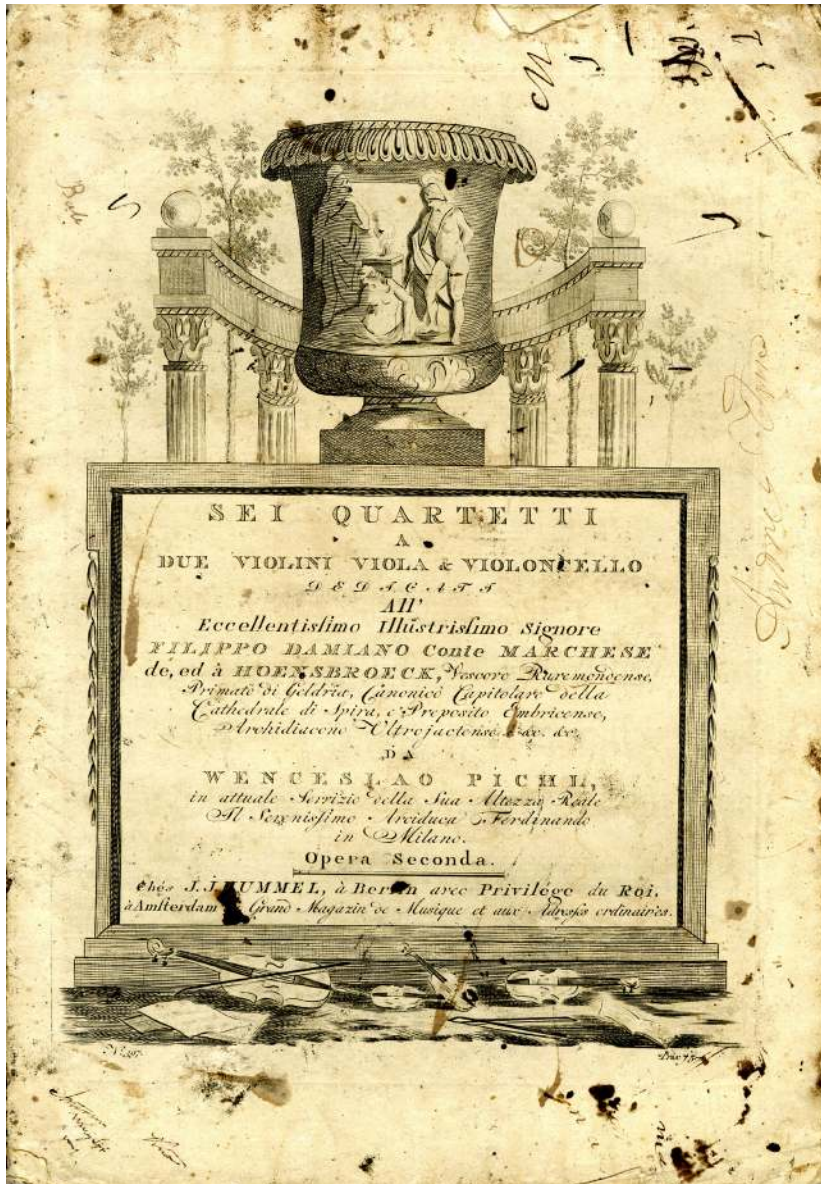 Basso
SEI QUARTETTI
A
DUE VIOLINI VIOLA & VIOLONCELLO
DEDICATI
All'
Eccellentissimo Illustrissimo Signore
FILIPPO DAMIANO Conte MARCHESE
de, ed à HOENSBROECK, Vescovo Ruremondense,
Primate di Geldria, Canonico Capitolare della
Cathedrale di Spira, e Preposito Embricense,
Archidiacono Ultrajectense &c. &c.
DA
WENCESLAO PICHL,
in attuale Servizio della Sua Altezza Reale
Il Serenissimo Arciduca Ferdinando
in Milano.
Opera Seconda.
Chés J. J. HUMMEL, à Berlin avec Privilége du Roi,
à Amsterdam Grand Magazin de Musique et aux Adresses ordinaires.